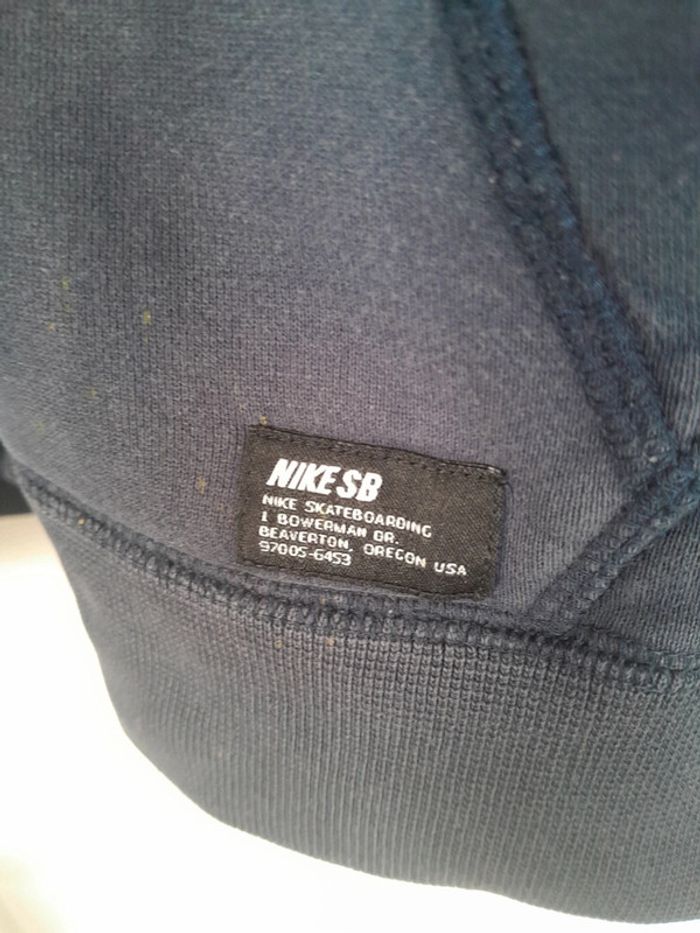 NIKE SB
NIKE SKATEBOARDING
1 BOWERMAN DR.
BEAVERTON, OREGON USA
97005-6453